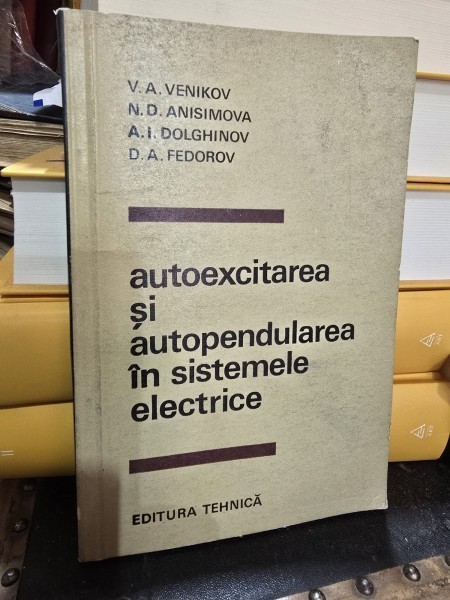 V. A. VENIKOV
N. D. ANISIMOVA
A. I. DOLGHINOV
D. A. FEDOROV
autoexcitarea
și
autopendularea
în sistemele
electrice
EDITURA TEHNICĂ